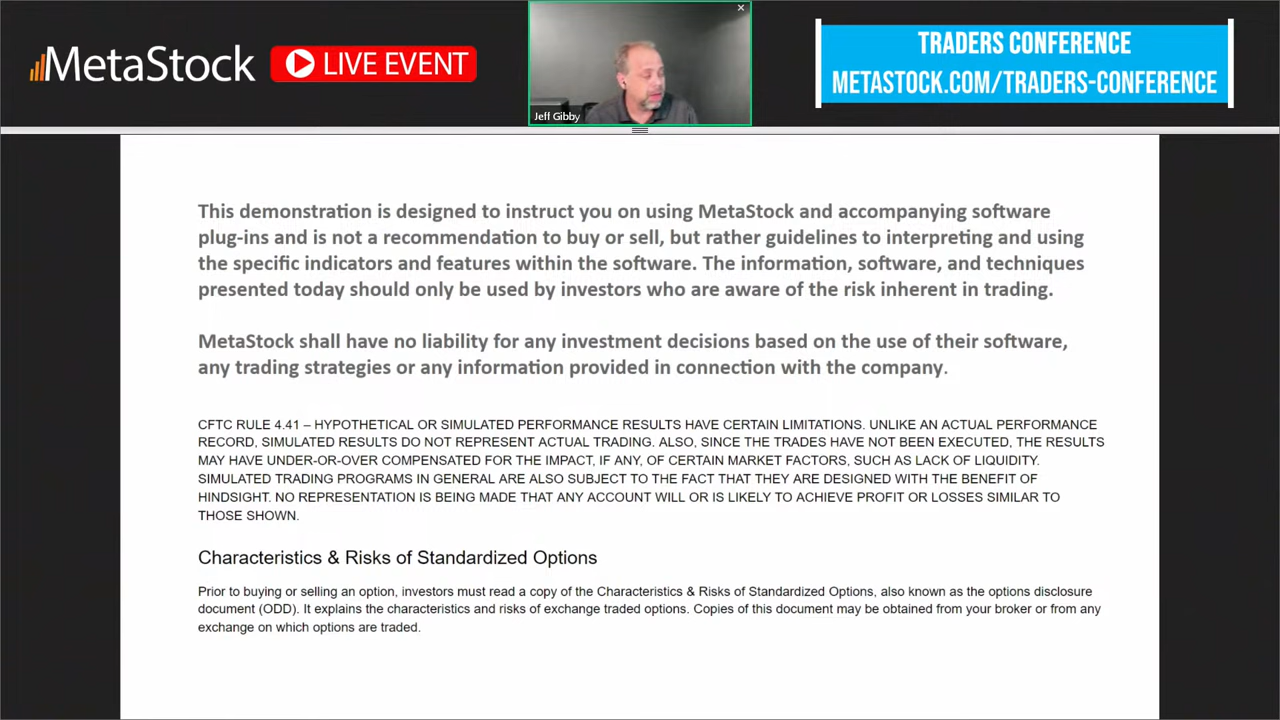 MetaStock
LIVE EVENT
Jeff Gibby
TRADERS CONFERENCE
METASTOCK.COM/TRADERS-CONFERENCE
This demonstration is designed to instruct you on using MetaStock and accompanying software
plug-ins and is not a recommendation to buy or sell, but rather guidelines to interpreting and using
the specific indicators and features within the software. The information, software, and techniques
presented today should only be used by investors who are aware of the risk inherent in trading.
MetaStock shall have no liability for any investment decisions based on the use of their software,
any trading strategies or any information provided in connection with the company.
CFTC RULE 4.41 – HYPOTHETICAL OR SIMULATED PERFORMANCE RESULTS HAVE CERTAIN LIMITATIONS. UNLIKE AN ACTUAL PERFORMANCE
RECORD, SIMULATED RESULTS DO NOT REPRESENT ACTUAL TRADING. ALSO, SINCE THE TRADES HAVE NOT BEEN EXECUTED, THE RESULTS
MAY HAVE UNDER-OR-OVER COMPENSATED FOR THE IMPACT, IF ANY, OF CERTAIN MARKET FACTORS, SUCH AS LACK OF LIQUIDITY.
SIMULATED TRADING PROGRAMS IN GENERAL ARE ALSO SUBJECT TO THE FACT THAT THEY ARE DESIGNED WITH THE BENEFIT OF
HINDSIGHT. NO REPRESENTATION IS BEING MADE THAT ANY ACCOUNT WILL OR IS LIKELY TO ACHIEVE PROFIT OR LOSSES SIMILAR TO
THOSE SHOWN.
Characteristics & Risks of Standardized Options
Prior to buying or selling an option, investors must read a copy of the Characteristics & Risks of Standardized Options, also known as the options disclosure
document (ODD). It explains the characteristics and risks of exchange traded options. Copies of this document may be obtained from your broker or from any
exchange on which options are traded.